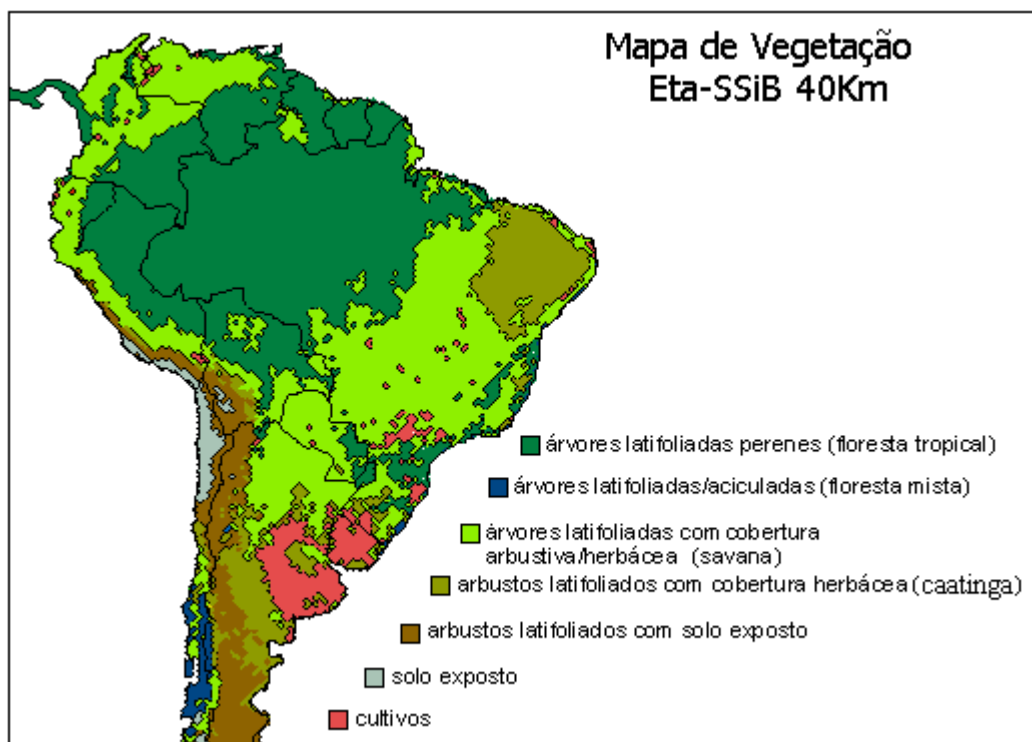 Mapa de Vegetação
Eta-SSiB 40Km
árvores latifoliadas perenes (floresta tropical)
árvores latifoliadas/aciculadas (floresta mista)
árvores latifoliadas com cobertura
arbustiva/herbácea (savana)
arbustos latifoliados com cobertura herbácea (caatinga)
arbustos latifoliados com solo exposto
solo exposto
cultivos